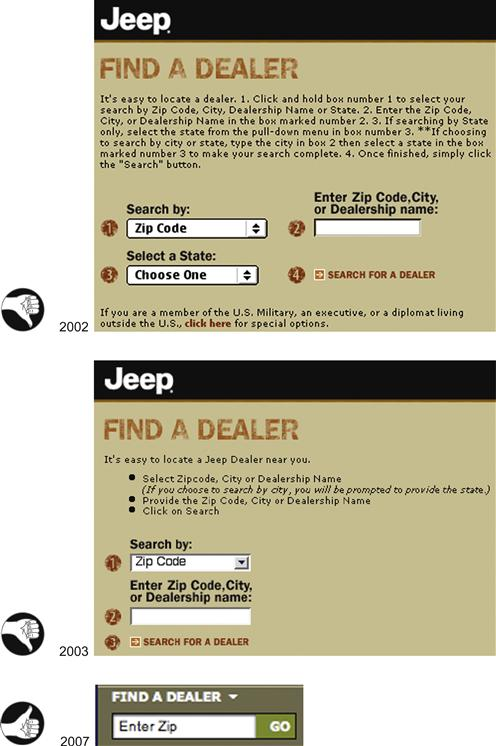 Jeep
FIND A DEALER
It's easy to locate a dealer. 1. Click and hold box number 1 to select your
search by Zip Code, City, Dealership Name or State. 2. Enter the Zip Code,
City, or Dealership Name in the box marked number 2. 3. If searching by State
only, select the state from the pull-down menu in box number 3. **If choosing
to search by city or state, type the city in box 2 then select a state in the box
marked number 3 to make your search complete. 4. Once finished, simply click
the "Search" button.
Search by:
1 Zip Code
Enter Zip Code,City,
or Dealership name:
2
Select a State:
3 Choose One
4 SEARCH FOR A DEALER
If you are a member of the U.S. Military, an executive, or a diplomat living
outside the U.S., click here for special options.
2002
Jeep
FIND A DEALER
It's easy to locate a Jeep Dealer near you.
Select Zipcode, City or Dealership Name
(If you choose to search by city, you will be prompted to provide the state.)
Provide the Zip Code, City or Dealership Name
Click on Search
Search by:
1 Zip Code
Enter Zip Code,City,
or Dealership name:
2
3 SEARCH FOR A DEALER
2003
FIND A DEALER
Enter Zip GO
2007